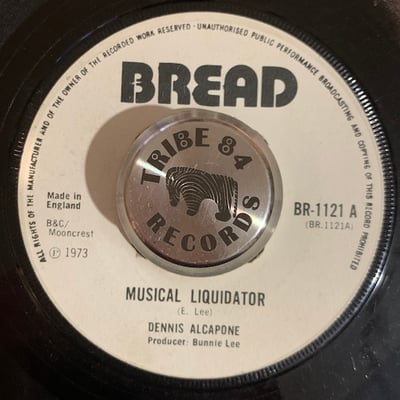 ALL RIGHTS OF THE MANUFACTURER AND OF THE OWNER OF THE RECORDED WORK RESERVED - UNAUTHORISED PUBLIC PERFORMANCE BROADCASTING AND COPYING OF THIS RECORD PROHIBITED
BREAD
TRIBE 84
RECORDS
Made in
England
B&C/
Mooncrest
℗ 1973
BR-1121 A
(BR.1121A)
MUSICAL LIQUIDATOR
(E. Lee)
DENNIS ALCAPONE
Producer: Bunnie Lee